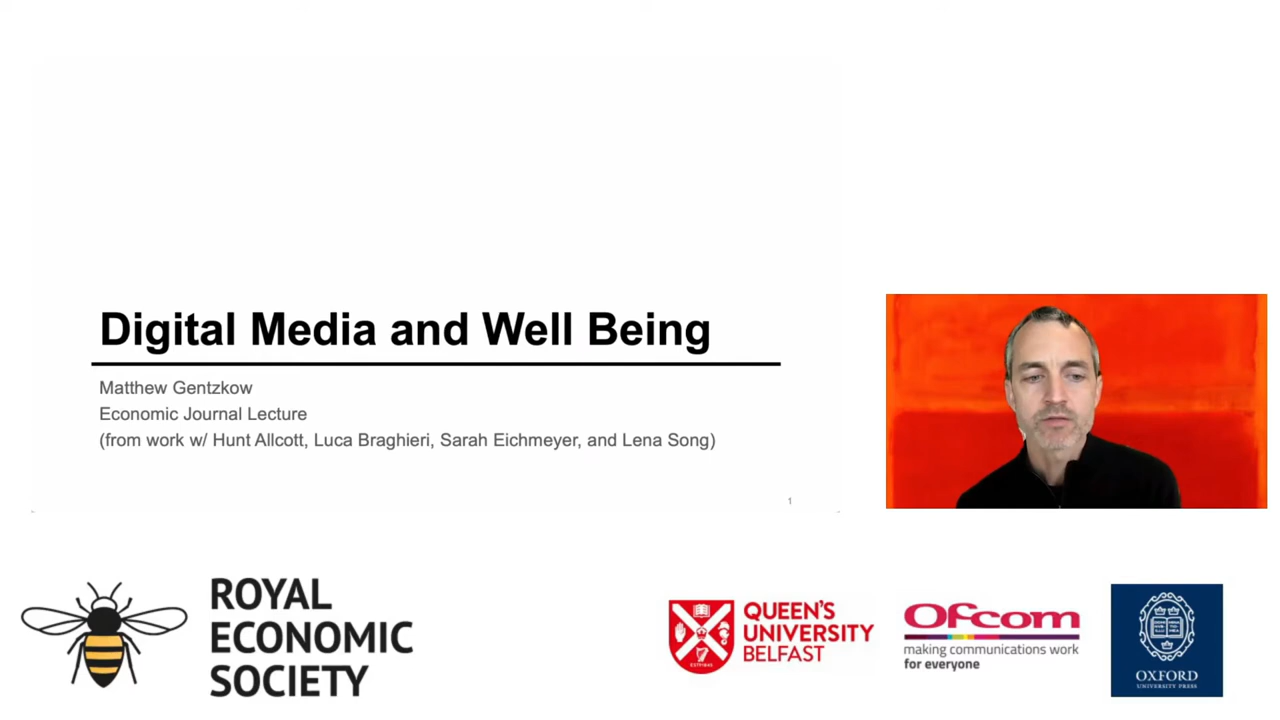 Digital Media and Well Being
Matthew Gentzkow
Economic Journal Lecture
(from work w/ Hunt Allcott, Luca Braghieri, Sarah Eichmeyer, and Lena Song)
1
ROYAL
ECONOMIC
SOCIETY
QUEEN'S
UNIVERSITY
BELFAST
ESTD1845
Ofcom
making communications work
for everyone
OXFORD
UNIVERSITY PRESS